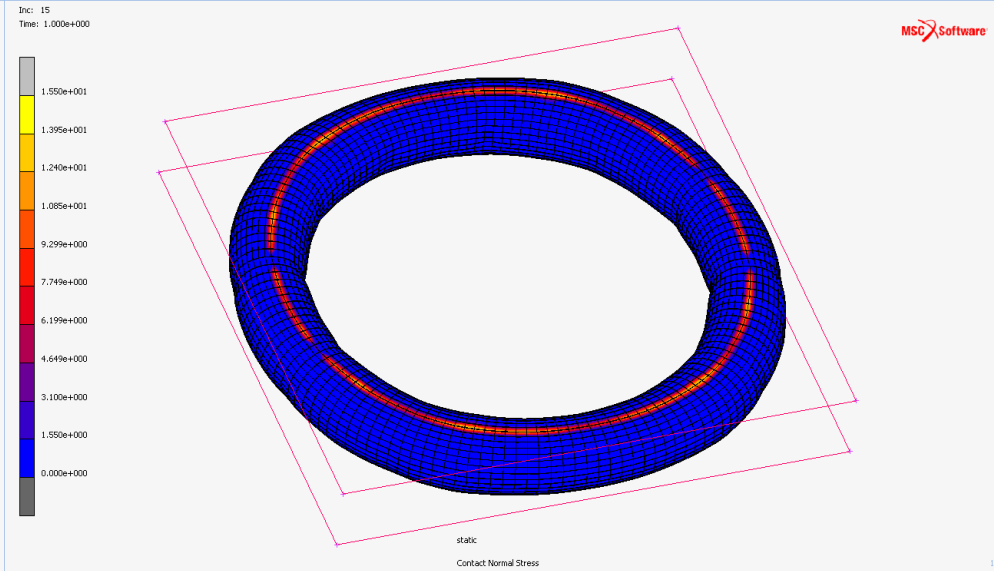 Inc: 15
Time: 1.000e+000
MSC Software
1.550e+001
1.395e+001
1.240e+001
1.085e+001
9.299e+000
7.749e+000
6.199e+000
4.649e+000
3.100e+000
1.550e+000
0.000e+000
static
Contact Normal Stress
1